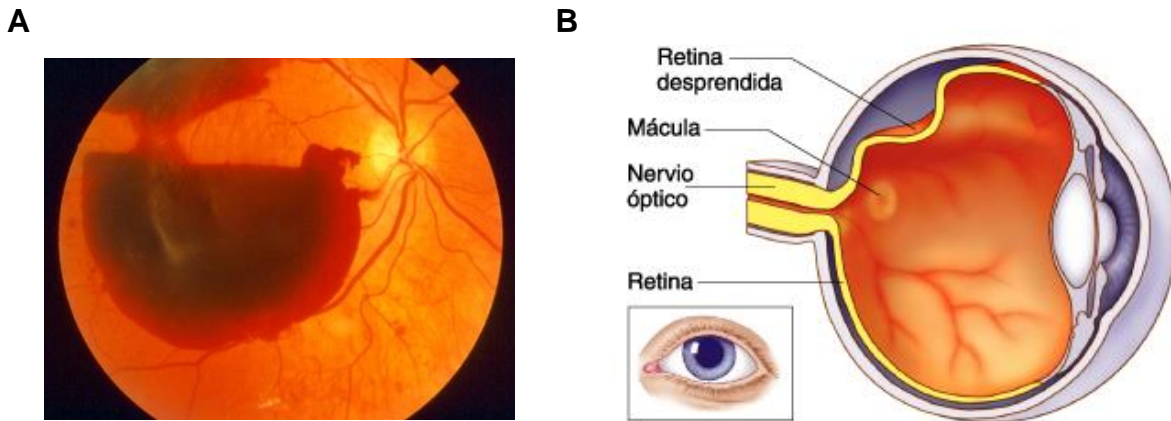 A
B
Retina
desprendida
Mácula
Nervio
óptico
Retina